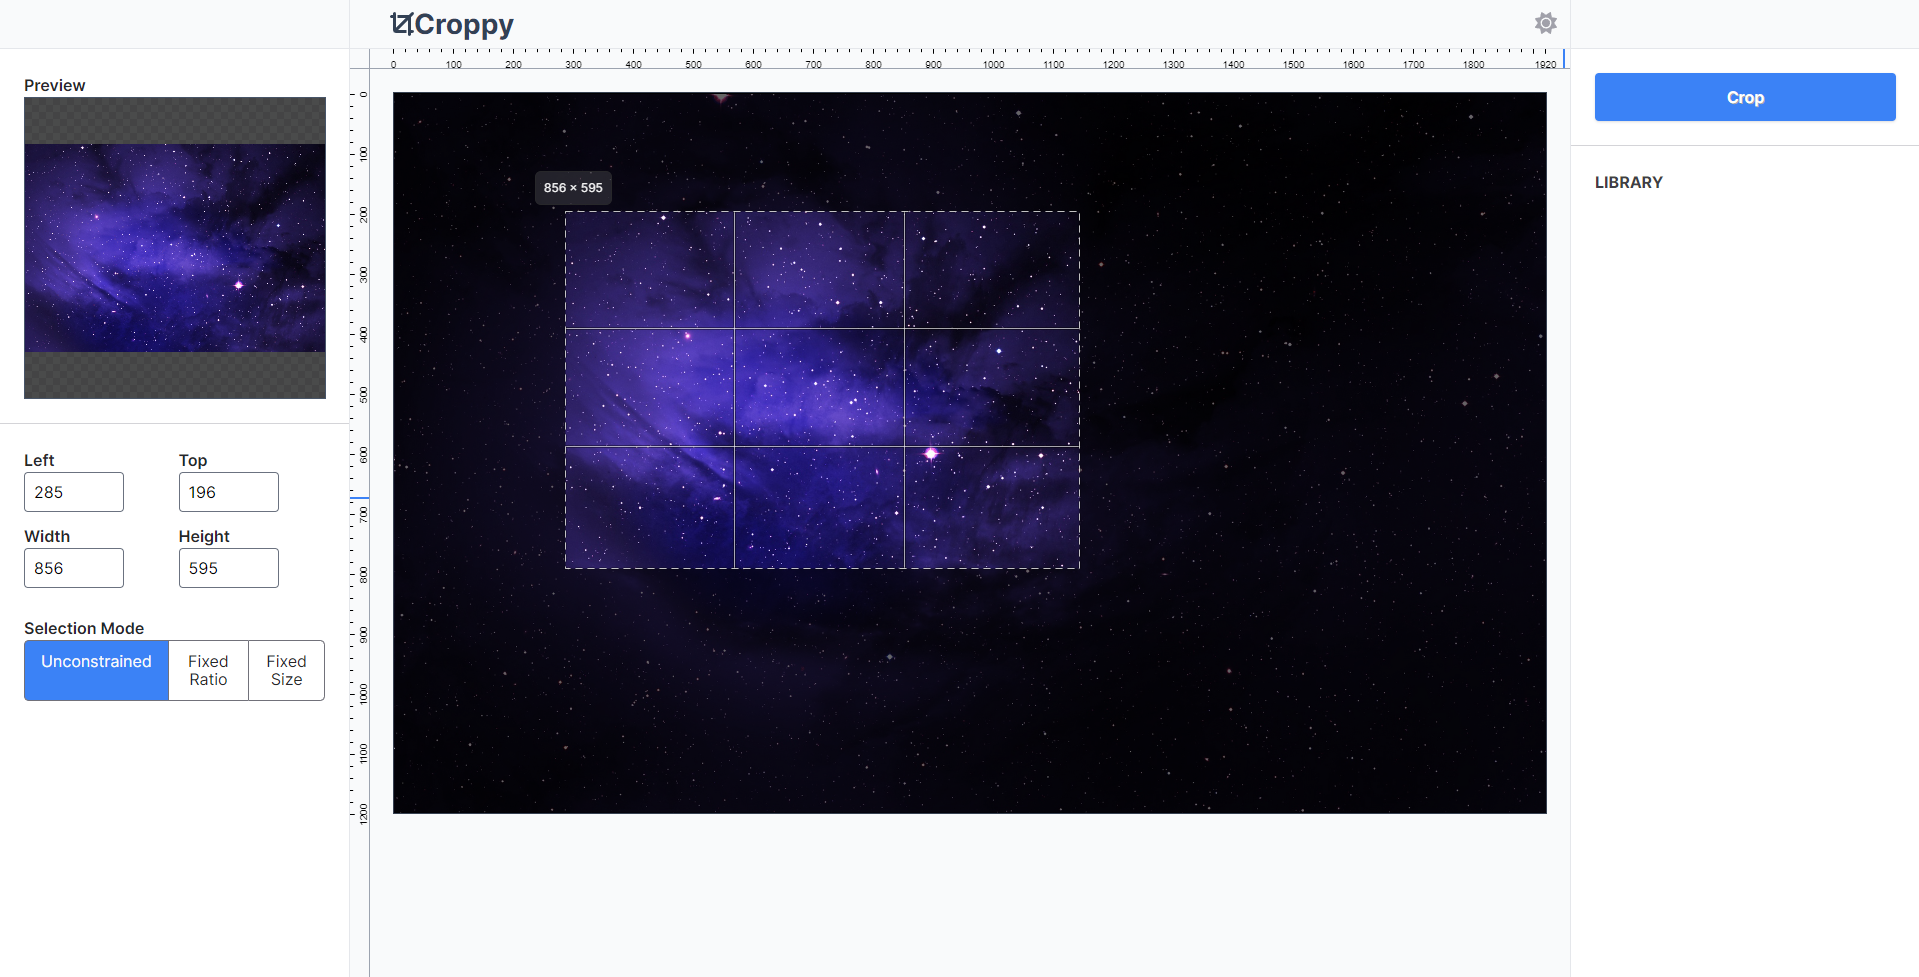 Croppy
0 100 200 300 400 500 600 700 800 900 1000 1100 1200 1300 1400 1500 1600 1700 1800 1920
Preview
Crop
LIBRARY
856 × 595
0
100
200
300
400
500
600
700
800
900
1000
1100
1200
Left Top
285 196
Width Height
856 595
Selection Mode
Unconstrained Fixed Fixed
Ratio Size